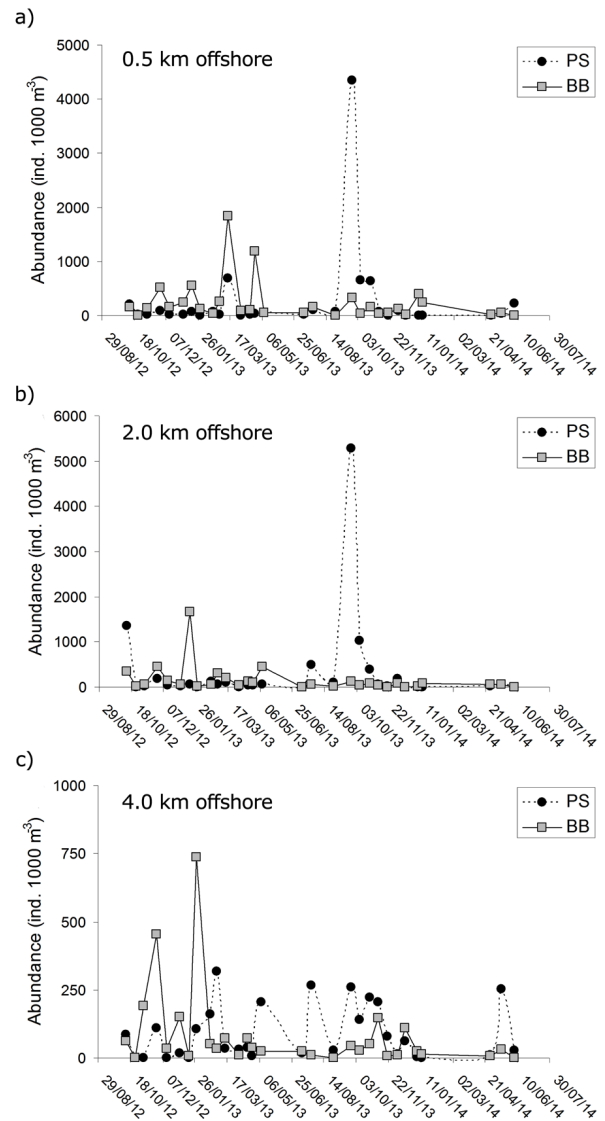 a)
0.5 km offshore
PS
BB
Abundance (ind. 1000 m⁻³)
5000
4000
3000
2000
1000
0
29/08/12 18/10/12 07/12/12 26/01/13 17/03/13 06/05/13 25/06/13 14/08/13 03/10/13 22/11/13 11/01/14 02/03/14 21/04/14 10/06/14 30/07/14
b)
2.0 km offshore
PS
BB
Abundance (ind. 1000 m⁻³)
6000
5000
4000
3000
2000
1000
0
29/08/12 18/10/12 07/12/12 26/01/13 17/03/13 06/05/13 25/06/13 14/08/13 03/10/13 22/11/13 11/01/14 02/03/14 21/04/14 10/06/14 30/07/14
c)
4.0 km offshore
PS
BB
Abundance (ind. 1000 m⁻³)
1000
750
500
250
0
29/08/12 18/10/12 07/12/12 26/01/13 17/03/13 06/05/13 25/06/13 14/08/13 03/10/13 22/11/13 11/01/14 02/03/14 21/04/14 10/06/14 30/07/14